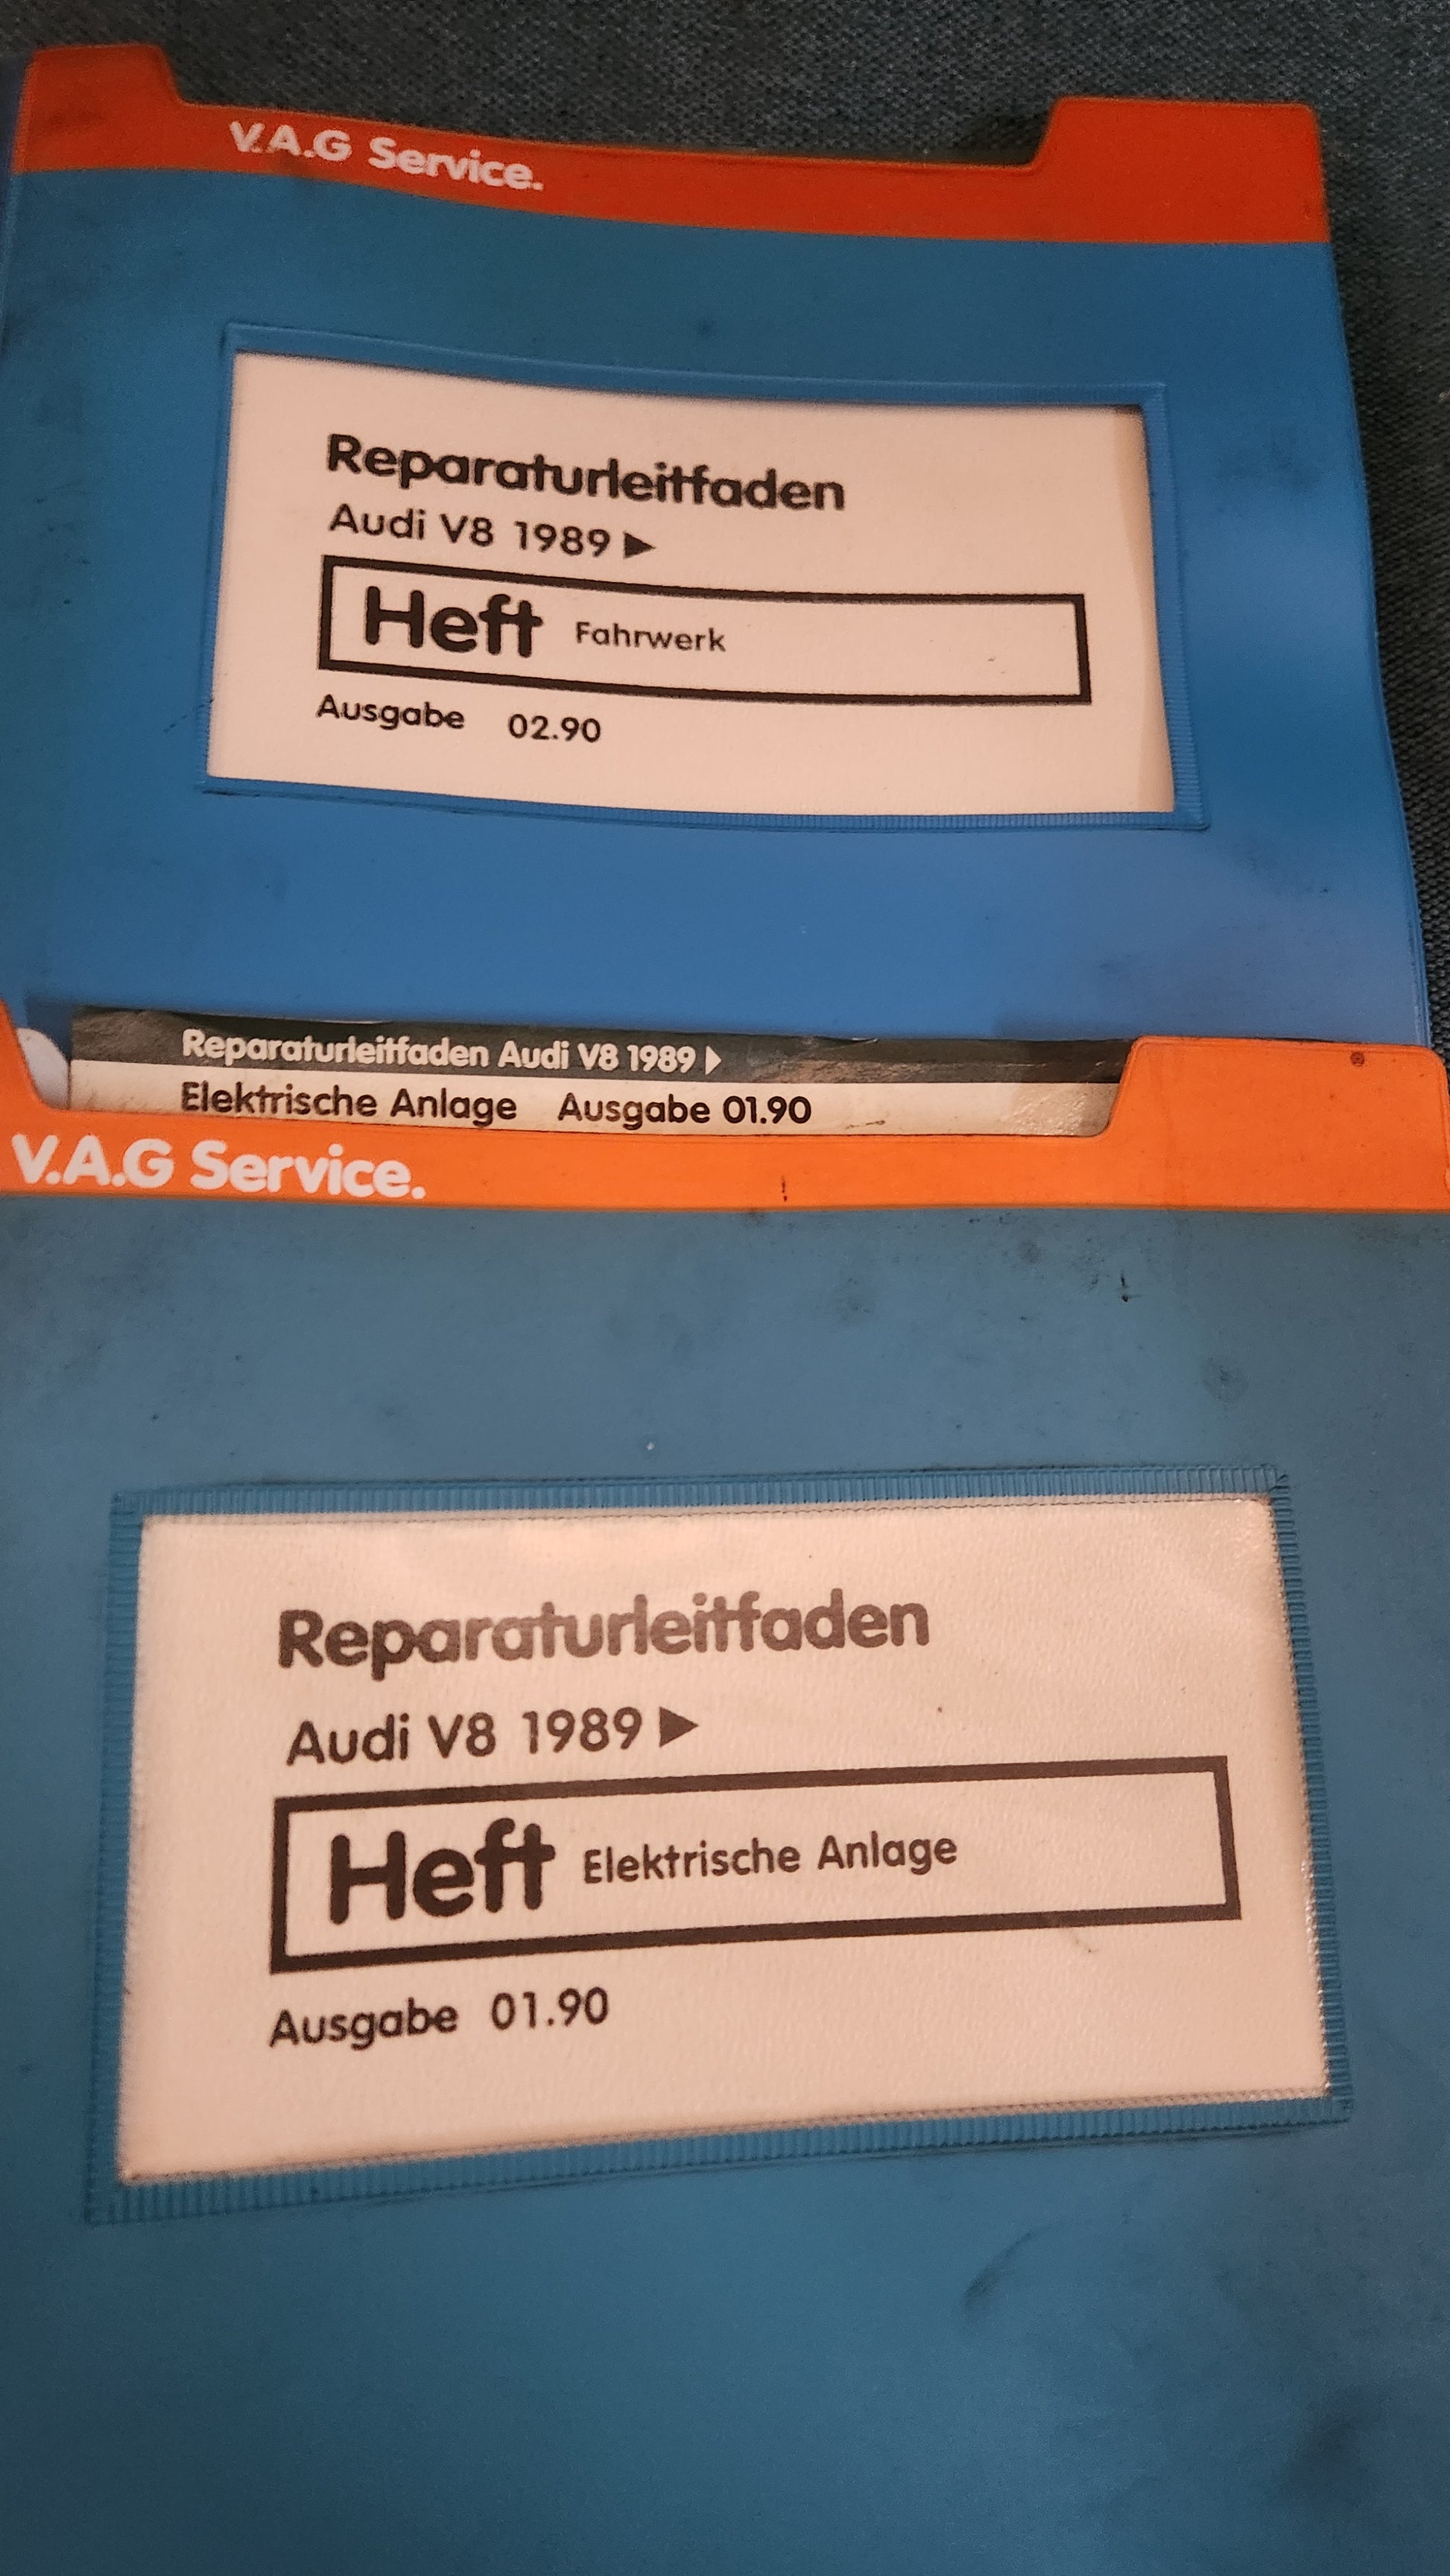 V.A.G Service.
Reparaturleitfaden
Audi V8 1989 ►
Heft Fahrwerk
Ausgabe 02.90
Reparaturleitfaden Audi V8 1989 ►
Elektrische Anlage Ausgabe 01.90
V.A.G Service.
Reparaturleitfaden
Audi V8 1989 ►
Heft Elektrische Anlage
Ausgabe 01.90